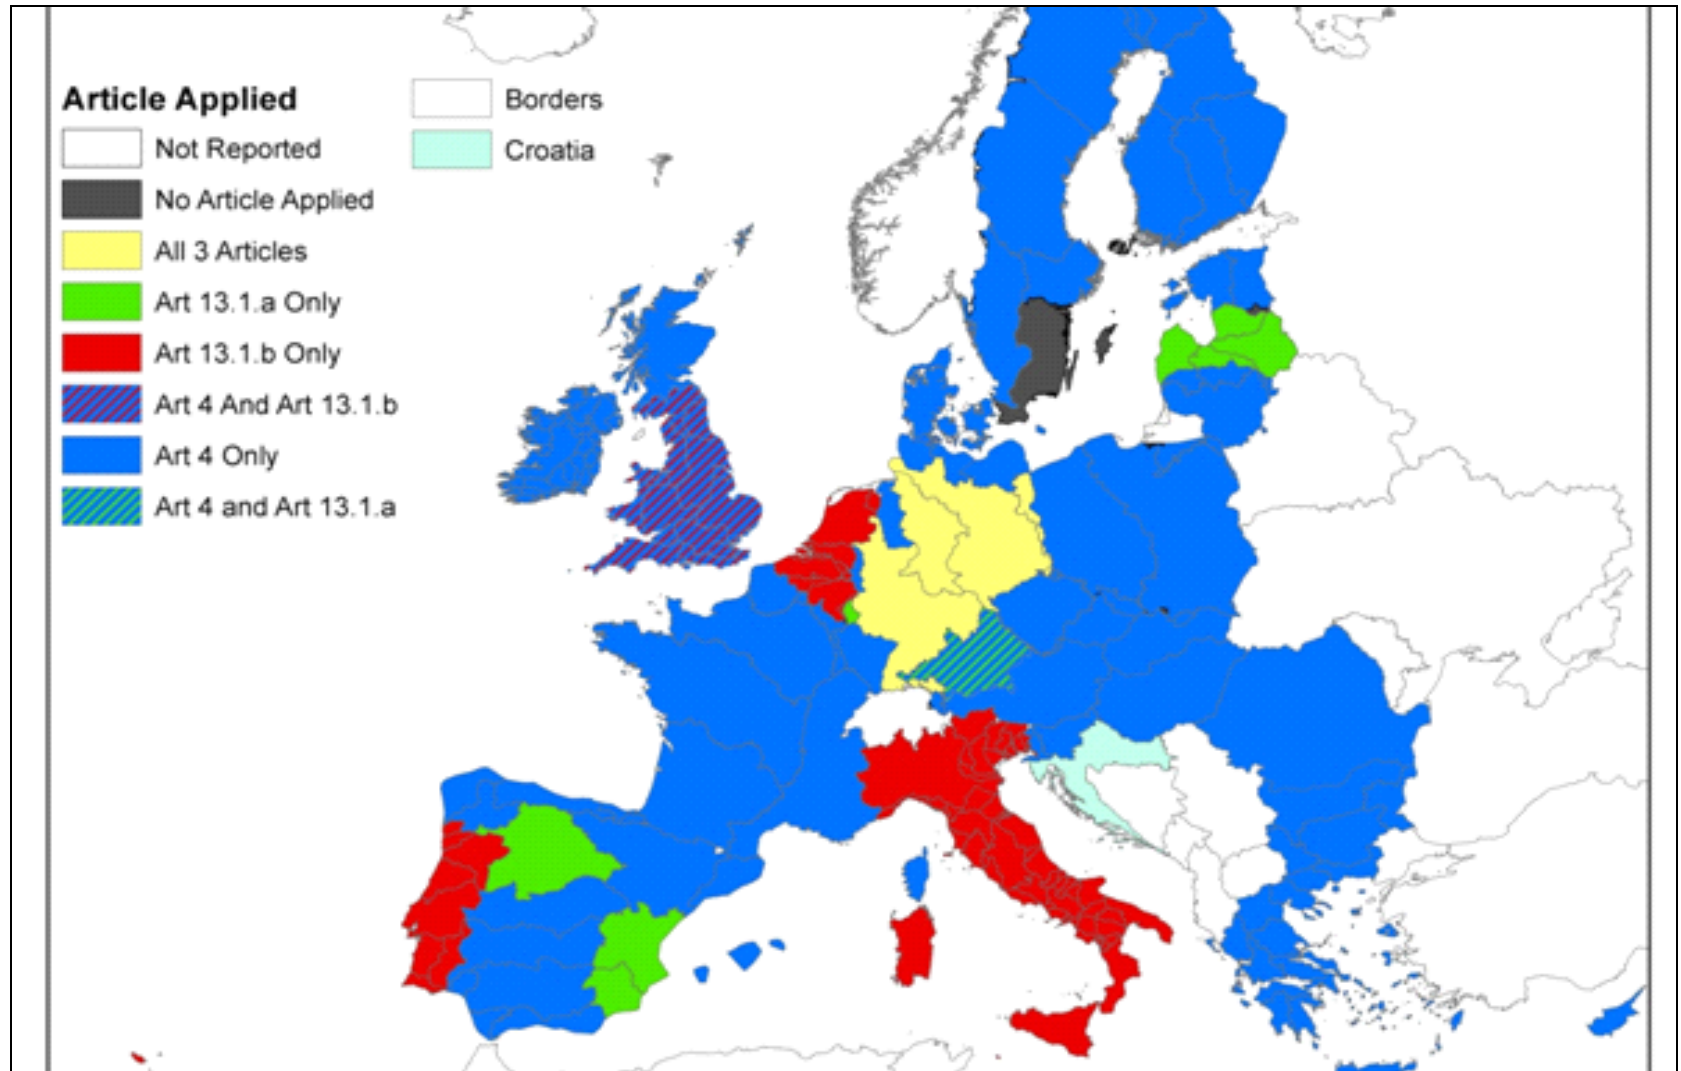 Article Applied
Not Reported
No Article Applied
All 3 Articles
Art 13.1.a Only
Art 13.1.b Only
Art 4 And Art 13.1.b
Art 4 Only
Art 4 and Art 13.1.a
Borders
Croatia